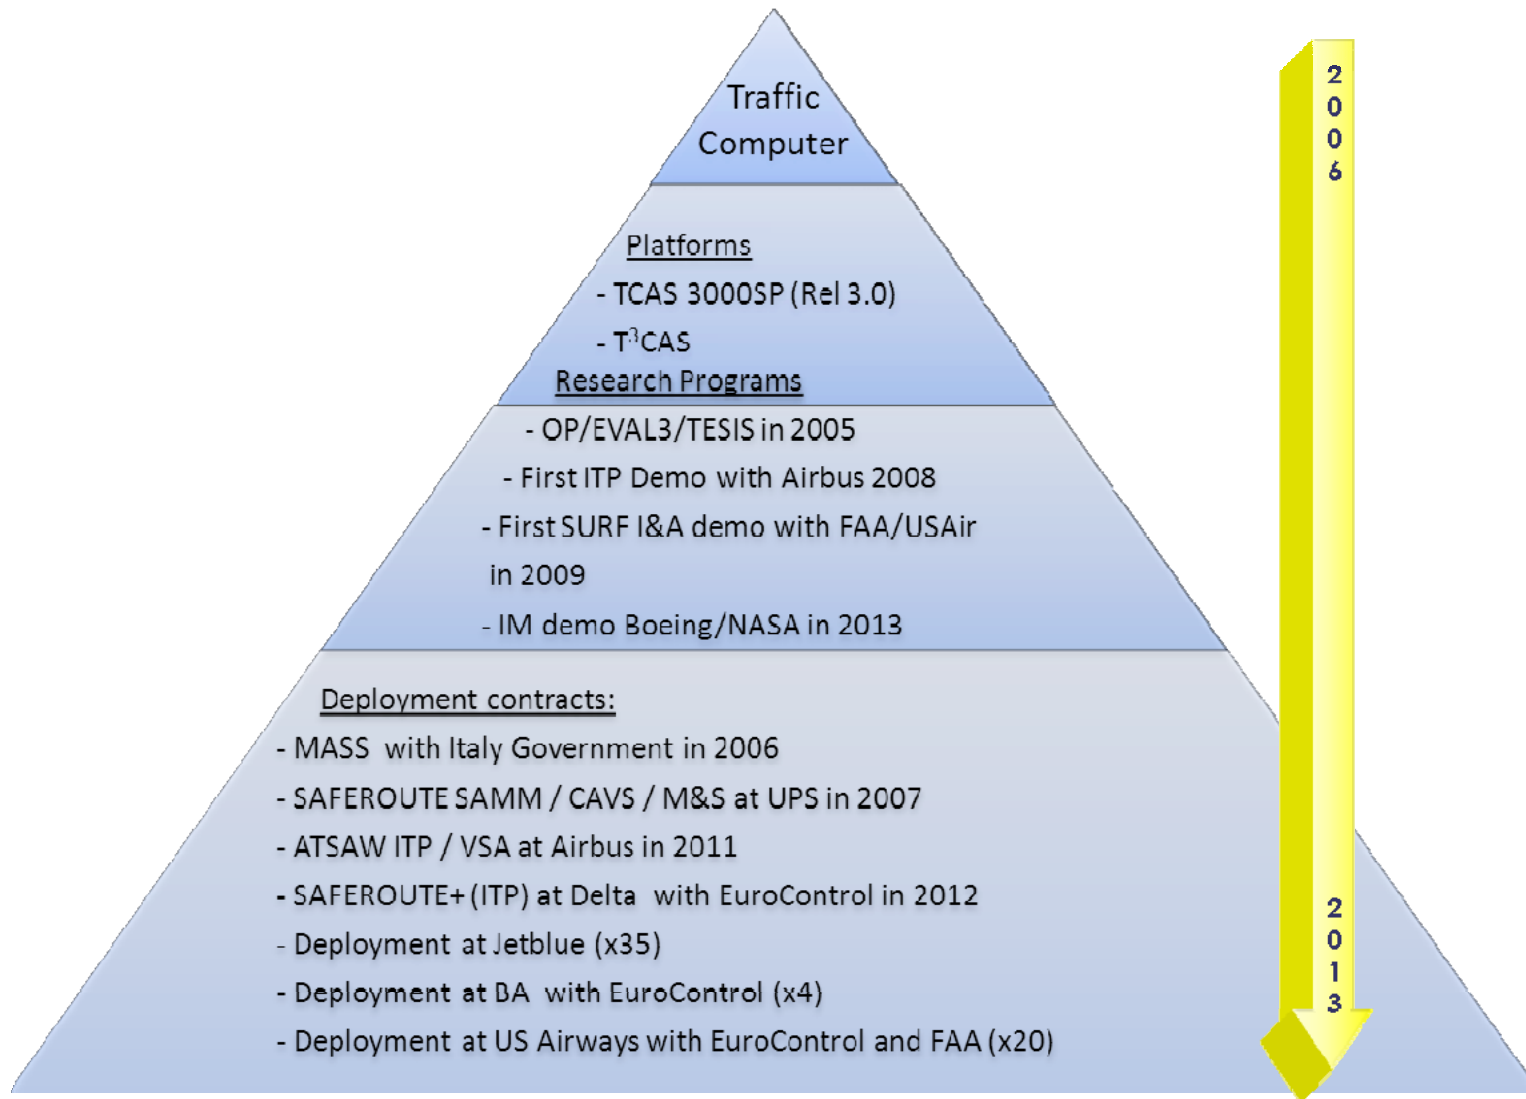 Traffic
Computer
Platforms
- TCAS 3000SP (Rel 3.0)
- T³CAS
Research Programs
- OP/EVAL3/TESIS in 2005
- First ITP Demo with Airbus 2008
- First SURF I&A demo with FAA/USAir
in 2009
- IM demo Boeing/NASA in 2013
Deployment contracts:
- MASS with Italy Government in 2006
- SAFEROUTE SAMM / CAVS / M&S at UPS in 2007
- ATSAW ITP / VSA at Airbus in 2011
- SAFEROUTE+ (ITP) at Delta with EuroControl in 2012
- Deployment at Jetblue (x35)
- Deployment at BA with EuroControl (x4)
- Deployment at US Airways with EuroControl and FAA (x20)
2006
2013